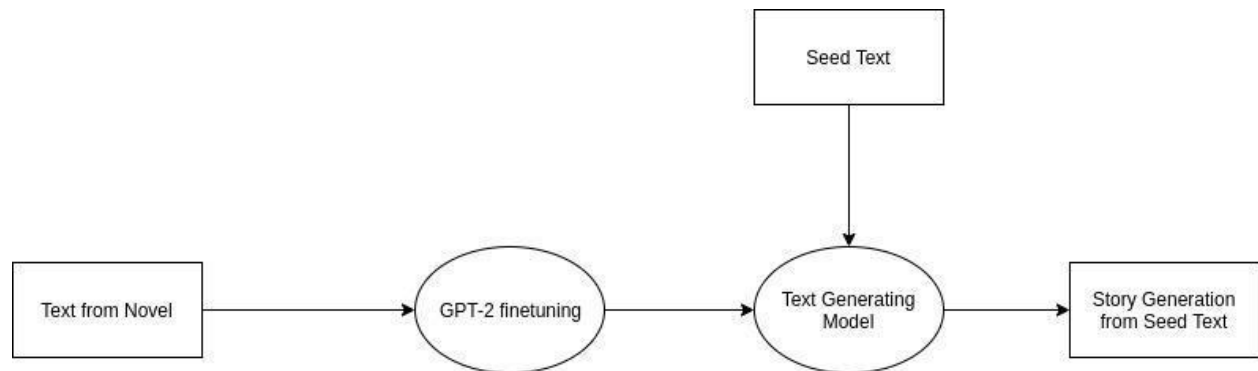 Seed Text
Text from Novel
GPT-2 finetuning
Text Generating
Model
Story Generation
from Seed Text